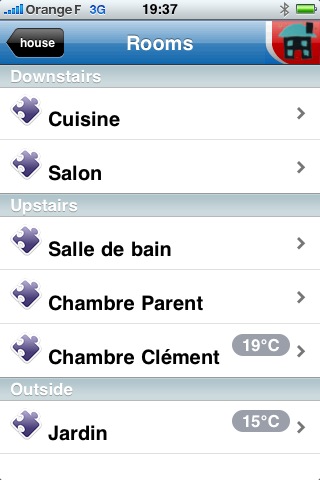 Orange F 3G 19:37
house Rooms
Downstairs
Cuisine
Salon
Upstairs
Salle de bain
Chambre Parent
Chambre Clément 19°C
Outside
Jardin 15°C